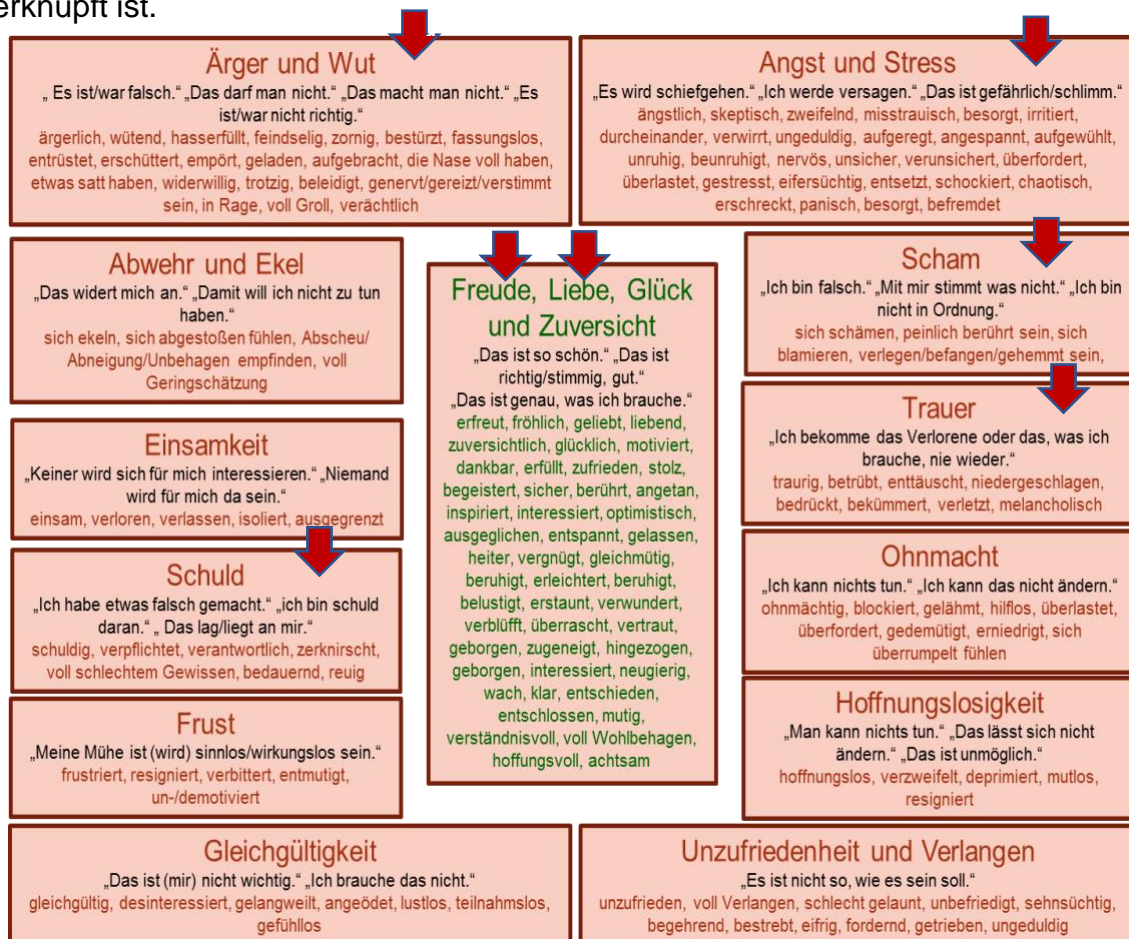 erknüpft ist.
Ärger und Wut
„ Es ist/war falsch.“ „Das darf man nicht.“ „Das macht man nicht.“ „Es
ist/war nicht richtig.“
ärgerlich, wütend, hasserfüllt, feindselig, zornig, bestürzt, fassungslos,
entrüstet, erschüttert, empört, geladen, aufgebracht, die Nase voll haben,
etwas satt haben, widerwillig, trotzig, beleidigt, genervt/gereizt/verstimmt
sein, in Rage, voll Groll, verächtlich
Angst und Stress
„Es wird schiefgehen.“ „Ich werde versagen.“ „Das ist gefährlich/schlimm.“
ängstlich, skeptisch, zweifelnd, misstrauisch, besorgt, irritiert,
durcheinander, verwirrt, ungeduldig, aufgeregt, angespannt, aufgewühlt,
unruhig, beunruhigt, nervös, unsicher, verunsichert, überfordert,
überlastet, gestresst, eifersüchtig, entsetzt, schockiert, chaotisch,
erschreckt, panisch, besorgt, befremdet
Abwehr und Ekel
„Das widert mich an.“ „Damit will ich nicht zu tun
haben.“
sich ekeln, sich abgestoßen fühlen, Abscheu/
Abneigung/Unbehagen empfinden, voll
Geringschätzung
Einsamkeit
„Keiner wird sich für mich interessieren.“ „Niemand
wird für mich da sein.“
einsam, verloren, verlassen, isoliert, ausgegrenzt
Schuld
„Ich habe etwas falsch gemacht.“ „ich bin schuld
daran.“ „ Das lag/liegt an mir.“
schuldig, verpflichtet, verantwortlich, zerknirscht,
voll schlechtem Gewissen, bedauernd, reuig
Frust
„Meine Mühe ist (wird) sinnlos/wirkungslos sein.“
frustriert, resigniert, verbittert, entmutigt,
un-/demotiviert
Freude, Liebe, Glück
und Zuversicht
„Das ist so schön.“ „Das ist
richtig/stimmig, gut.“
„Das ist genau, was ich brauche.“
erfreut, fröhlich, geliebt, liebend,
zuversichtlich, glücklich, motiviert,
dankbar, erfüllt, zufrieden, stolz,
begeistert, sicher, berührt, angetan,
inspiriert, interessiert, optimistisch,
ausgeglichen, entspannt, gelassen,
heiter, vergnügt, gleichmütig,
beruhigt, erleichtert, beruhigt,
belustigt, erstaunt, verwundert,
verblüfft, überrascht, vertraut,
geborgen, zugeneigt, hingezogen,
geborgen, interessiert, neugierig,
wach, klar, entschieden,
entschlossen, mutig,
verständnisvoll, voll Wohlbehagen,
hoffnungsvoll, achtsam
Scham
„Ich bin falsch.“ „Mit mir stimmt was nicht.“ „Ich bin
nicht in Ordnung.“
sich schämen, peinlich berührt sein, sich
blamieren, verlegen/befangen/gehemmt sein,
Trauer
„Ich bekomme das Verlorene oder das, was ich
brauche, nie wieder.“
traurig, betrübt, enttäuscht, niedergeschlagen,
bedrückt, bekümmert, verletzt, melancholisch
Ohnmacht
„Ich kann nichts tun.“ „Ich kann das nicht ändern.“
ohnmächtig, blockiert, gelähmt, hilflos, überlastet,
überfordert, gedemütigt, erniedrigt, sich
überrumpelt fühlen
Hoffnungslosigkeit
„Man kann nichts tun.“ „Das lässt sich nicht
ändern.“ „Das ist unmöglich.“
hoffnungslos, verzweifelt, deprimiert, mutlos,
resigniert
Gleichgültigkeit
„Das ist (mir) nicht wichtig.“ „Ich brauche das nicht.“
gleichgültig, desinteressiert, gelangweilt, angeödet, lustlos, teilnahmslos,
gefühllos
Unzufriedenheit und Verlangen
„Es ist nicht so, wie es sein soll.“
unzufrieden, voll Verlangen, schlecht gelaunt, unbefriedigt, sehnsüchtig,
begehrend, bestrebt, eifrig, fordernd, getrieben, ungeduldig